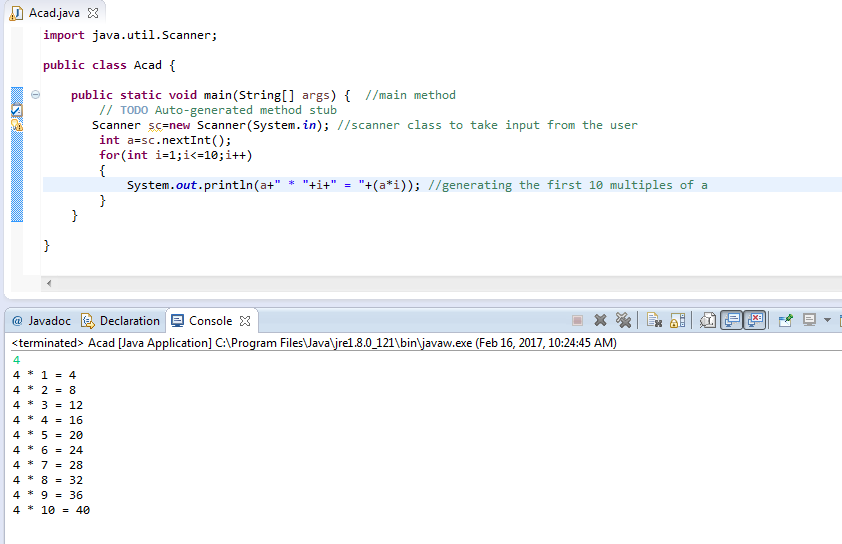 Acad.java
import java.util.Scanner;
public class Acad {
public static void main(String[] args) {  //main method
// TODO Auto-generated method stub
Scanner sc=new Scanner(System.in); //scanner class to take input from the user
int a=sc.nextInt();
for(int i=1;i<=10;i++)
{
System.out.println(a+" * "+i+" = "+(a*i)); //generating the first 10 multiples of a
}
}
}
@ Javadoc Declaration Console
<terminated> Acad [Java Application] C:\Program Files\Java\jre1.8.0_121\bin\javaw.exe (Feb 16, 2017, 10:24:45 AM)
4
4 * 1 = 4
4 * 2 = 8
4 * 3 = 12
4 * 4 = 16
4 * 5 = 20
4 * 6 = 24
4 * 7 = 28
4 * 8 = 32
4 * 9 = 36
4 * 10 = 40